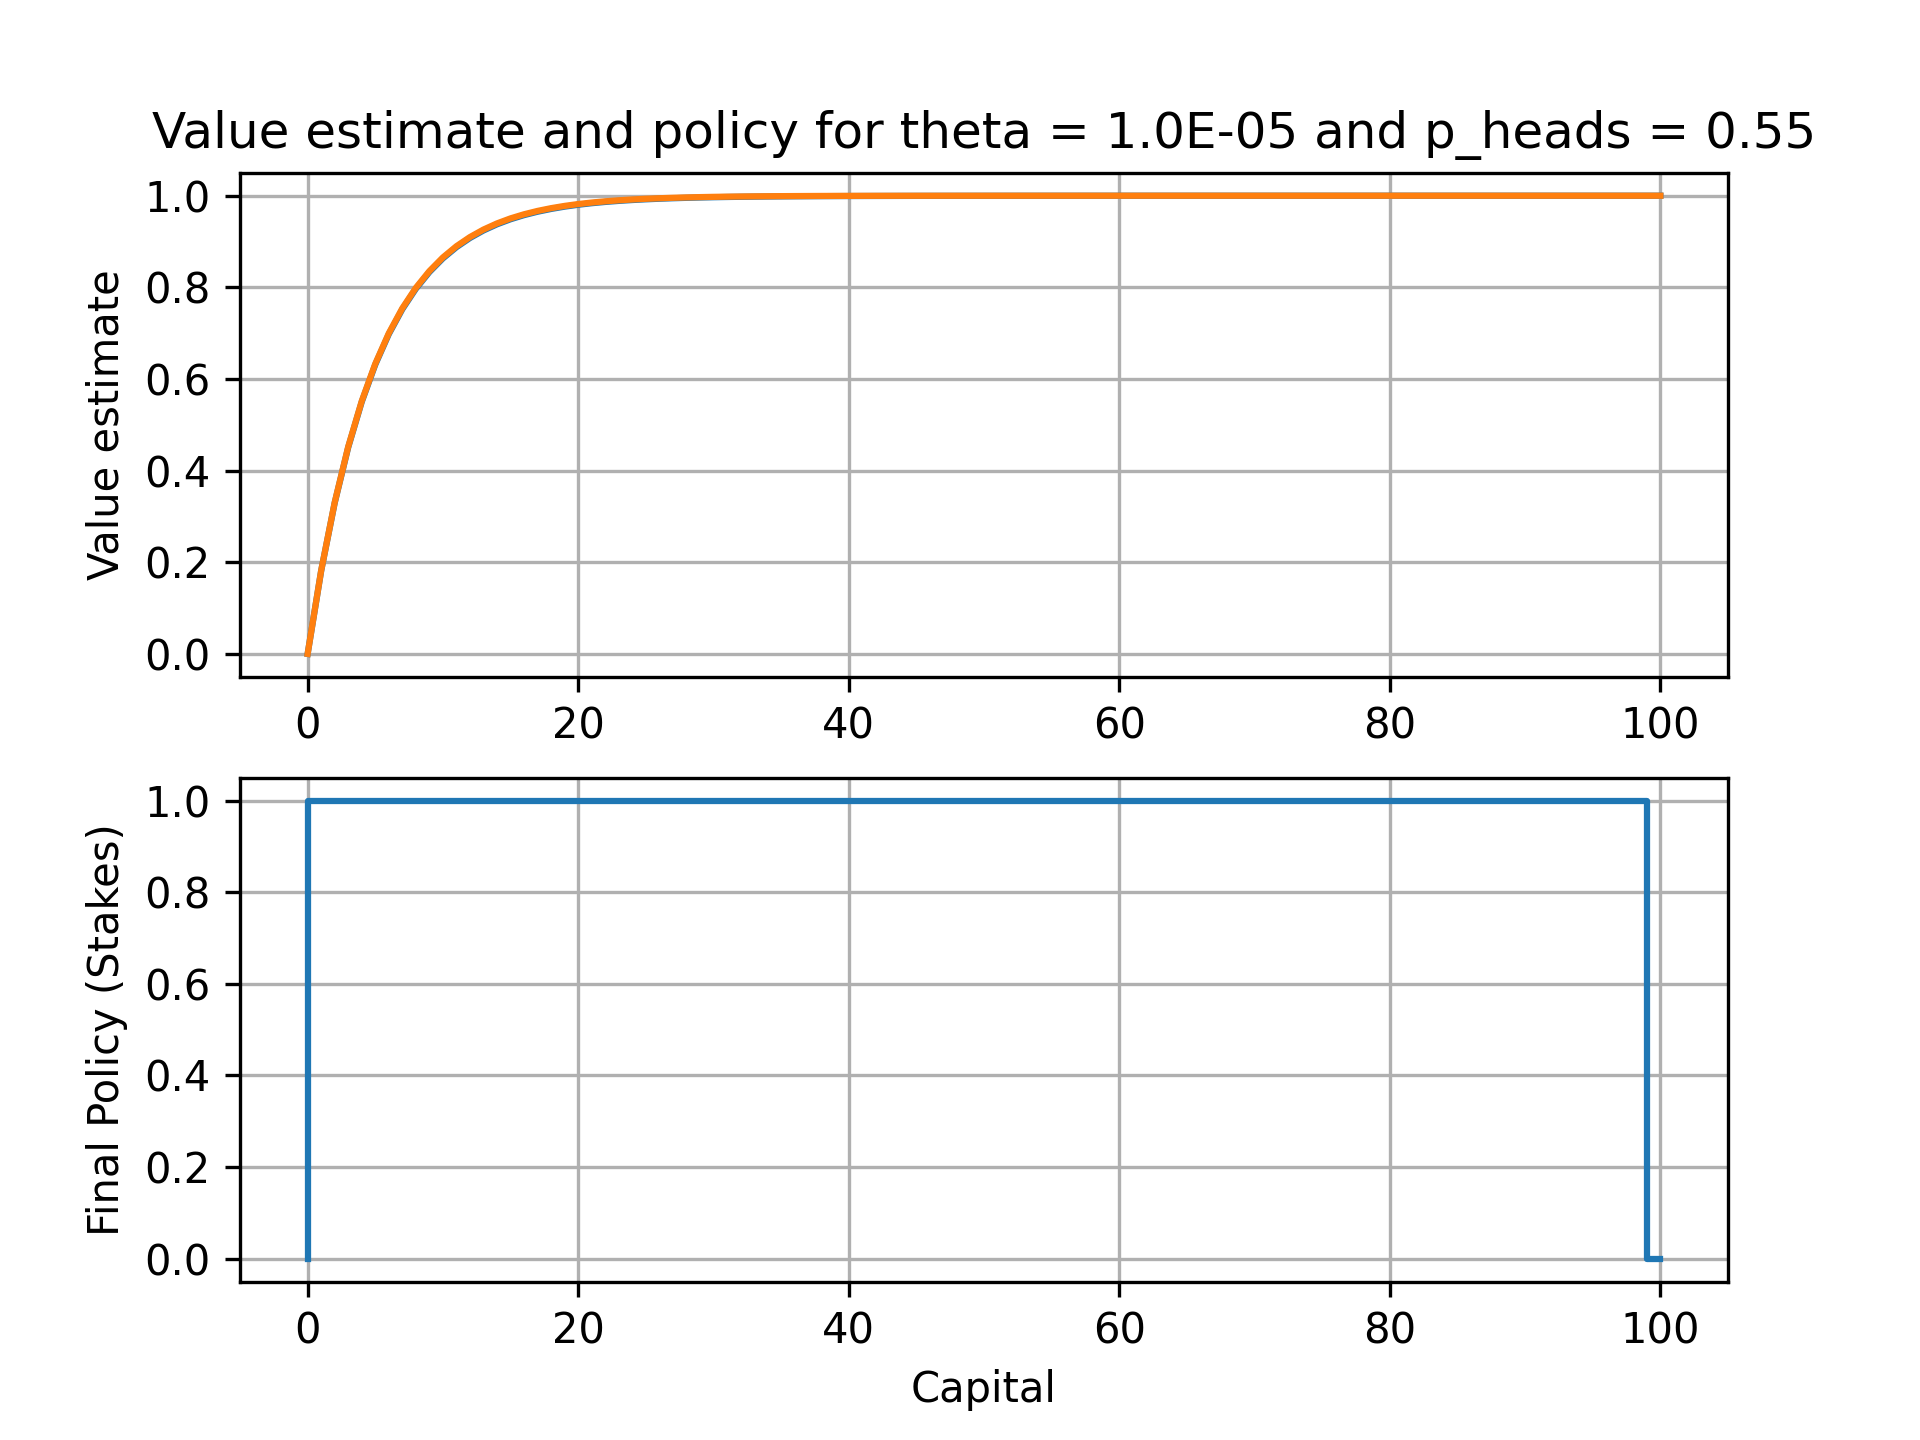 Value estimate and policy for theta = 1.0E-05 and p_heads = 0.55
Value estimate
1.0
0.8
0.6
0.4
0.2
0.0
0 20 40 60 80 100
Final Policy (Stakes)
1.0
0.8
0.6
0.4
0.2
0.0
0 20 40 60 80 100
Capital